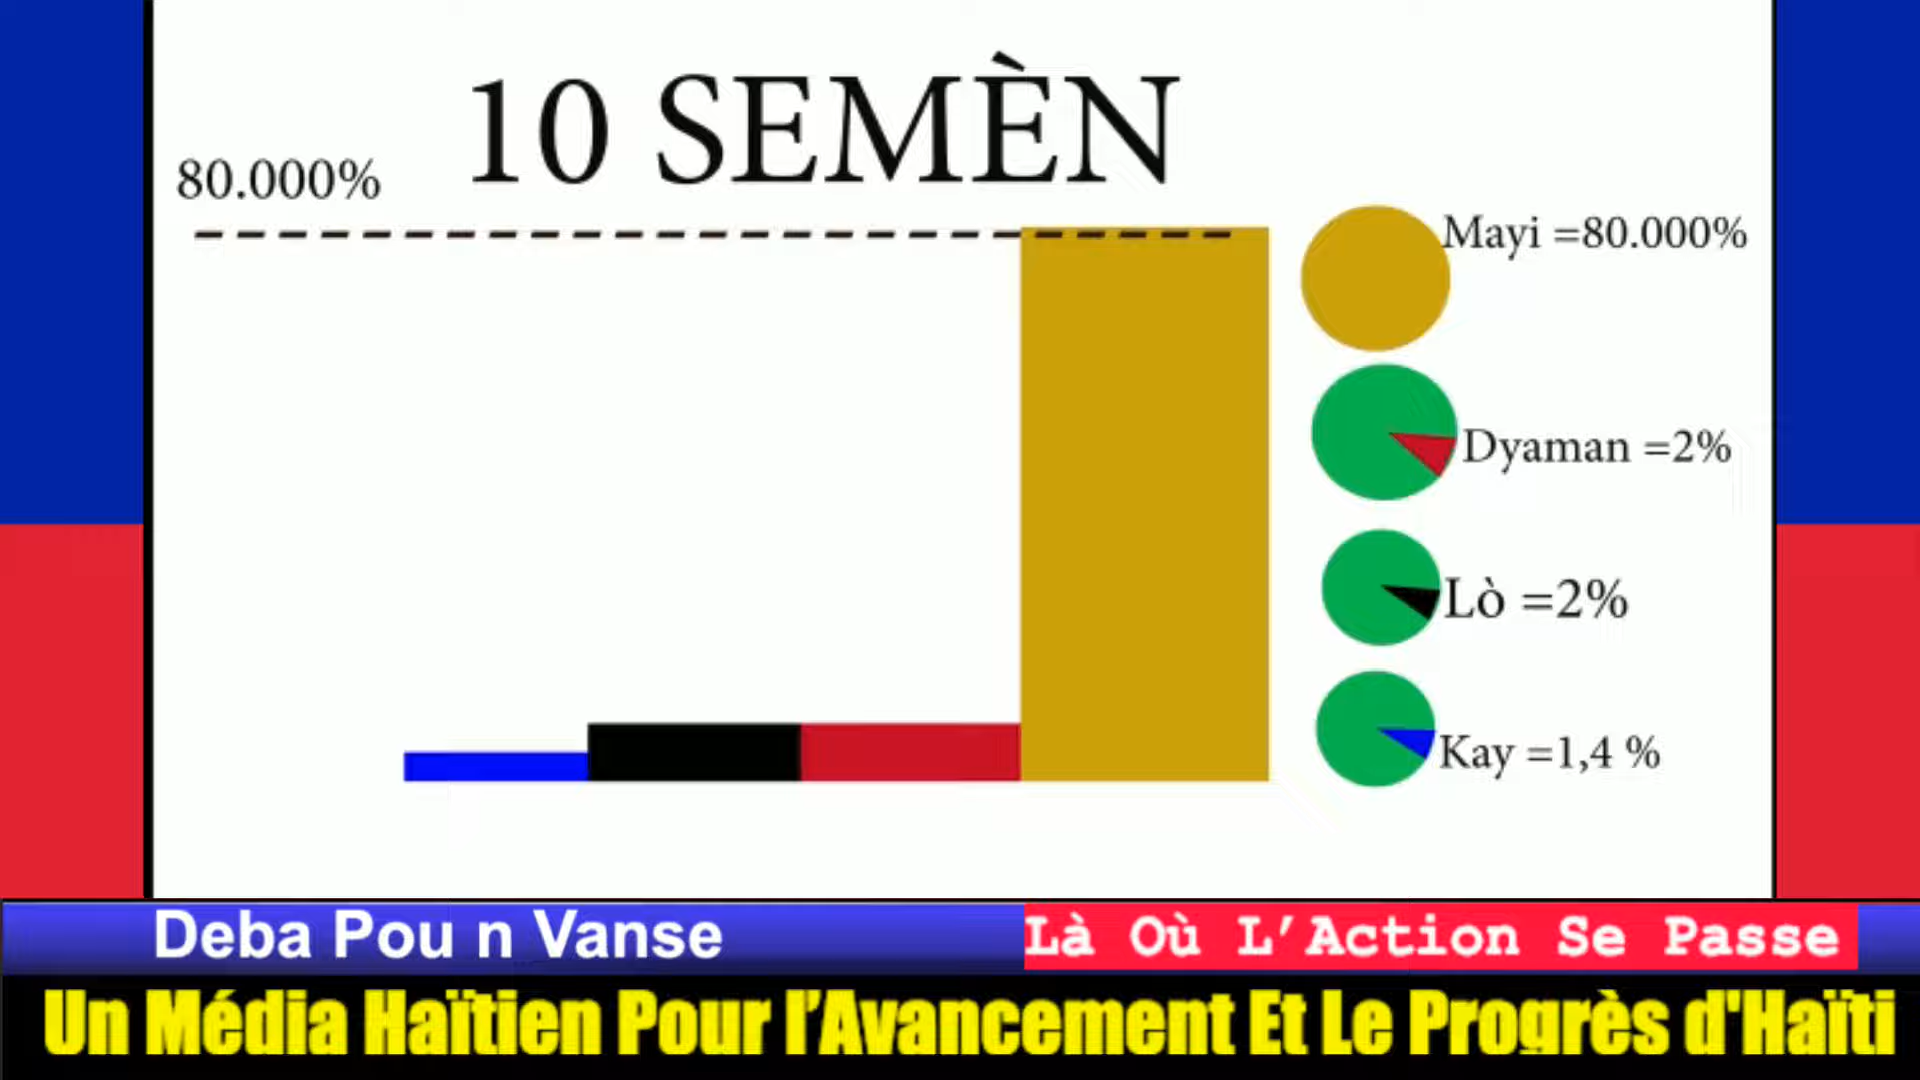 10 SEMÈN
80.000%
Mayi =80.000%
Dyaman =2%
Lò =2%
Kay =1,4 %
Deba Pou n Vanse
Là Où L’Action Se Passe
Un Média Haïtien Pour l’Avancement Et Le Progrès d'Haïti